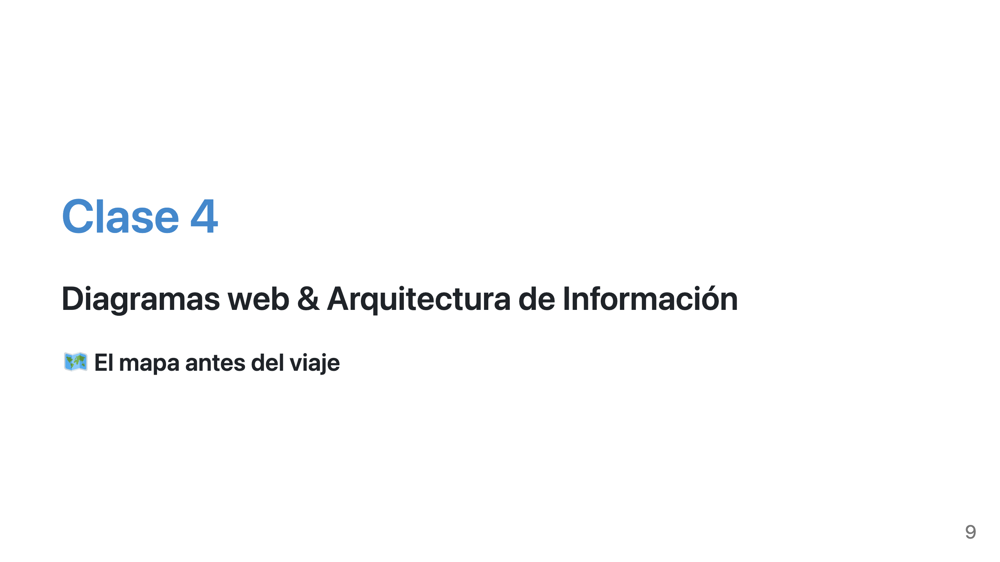 Clase 4
Diagramas web & Arquitectura de Información
🗺️ El mapa antes del viaje
9